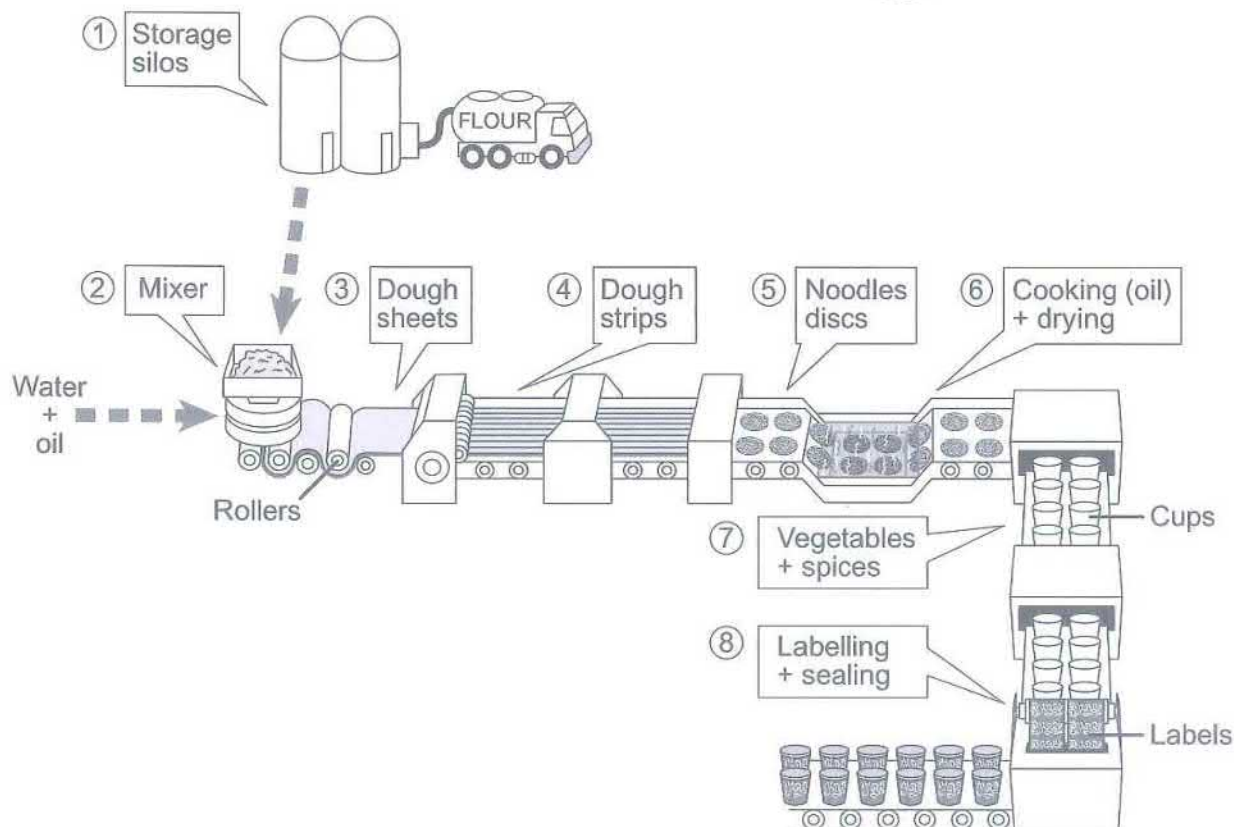 ① Storage
silos
FLOUR
② Mixer
③ Dough
sheets
④ Dough
strips
⑤ Noodles
discs
⑥ Cooking (oil)
+ drying
Water
+
oil
Rollers
⑦ Vegetables
+ spices
Cups
⑧ Labelling
+ sealing
Labels